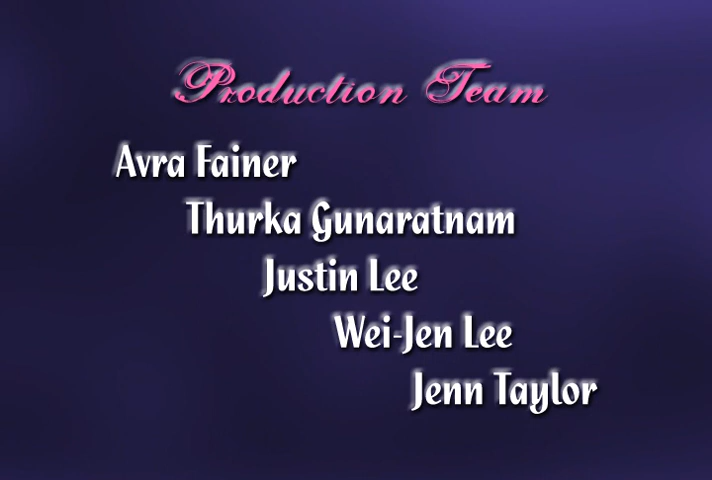 Production Team
Avra Fainer
Thurka Gunaratnam
Justin Lee
Wei-Jen Lee
Jenn Taylor